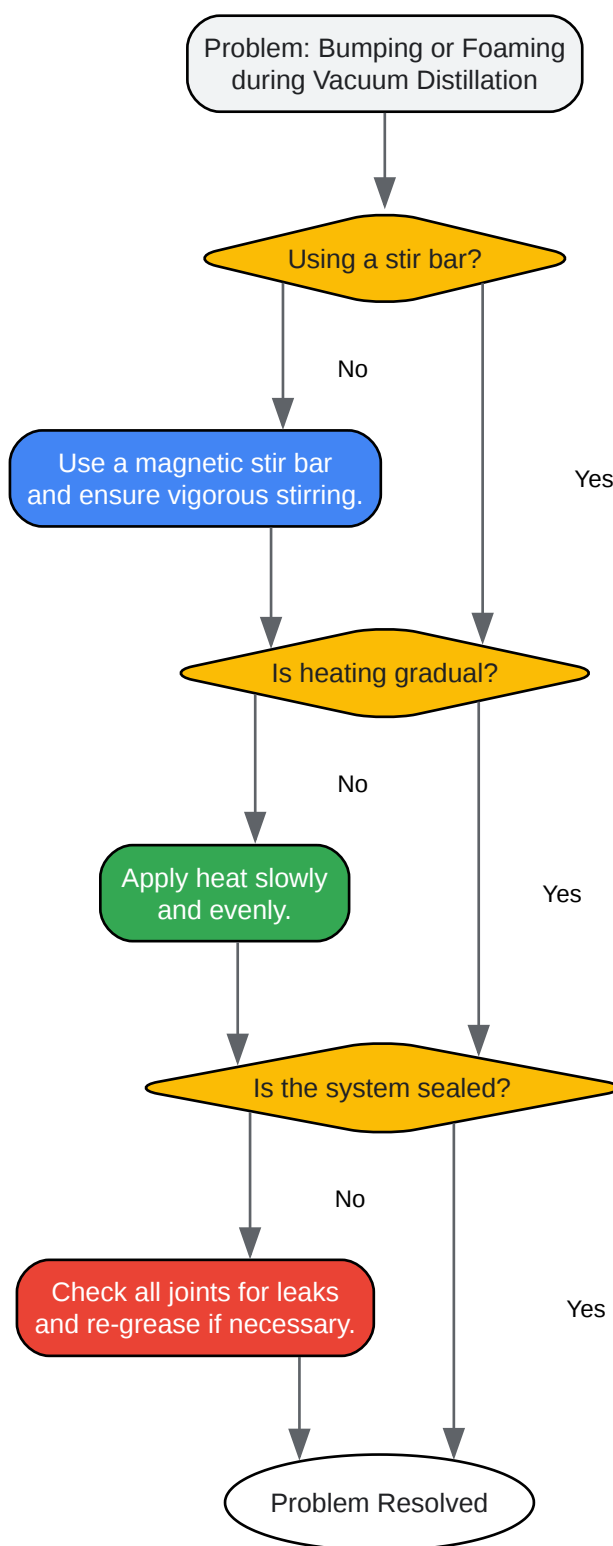 Problem: Bumping or Foaming
during Vacuum Distillation
Using a stir bar?
No
Use a magnetic stir bar
and ensure vigorous stirring.
Yes
Is heating gradual?
No
Apply heat slowly
and evenly.
Yes
Is the system sealed?
No
Check all joints for leaks
and re-grease if necessary.
Yes
Problem Resolved